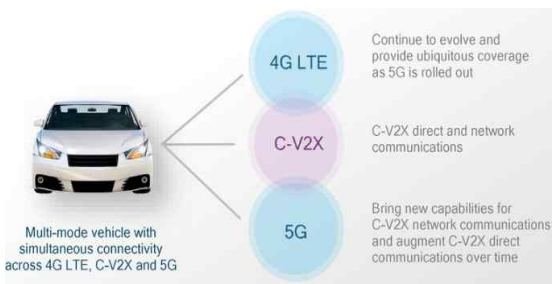 4G LTE
Continue to evolve and
provide ubiquitous coverage
as 5G is rolled out
C-V2X
C-V2X direct and network
communications
5G
Bring new capabilities for
C-V2X network communications
and augment C-V2X direct
communications over time
Multi-mode vehicle with
simultaneous connectivity
across 4G LTE, C-V2X and 5G